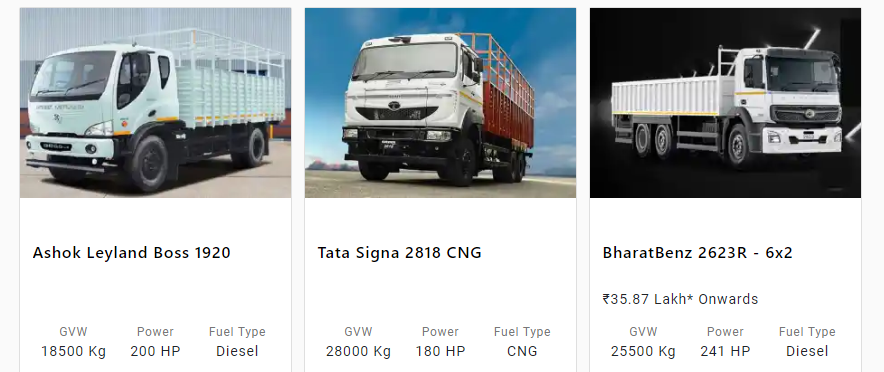 Ashok Leyland Boss 1920
GVW Power Fuel Type
18500 Kg 200 HP Diesel
Tata Signa 2818 CNG
GVW Power Fuel Type
28000 Kg 180 HP CNG
BharatBenz 2623R - 6x2
₹35.87 Lakh* Onwards
GVW Power Fuel Type
25500 Kg 241 HP Diesel